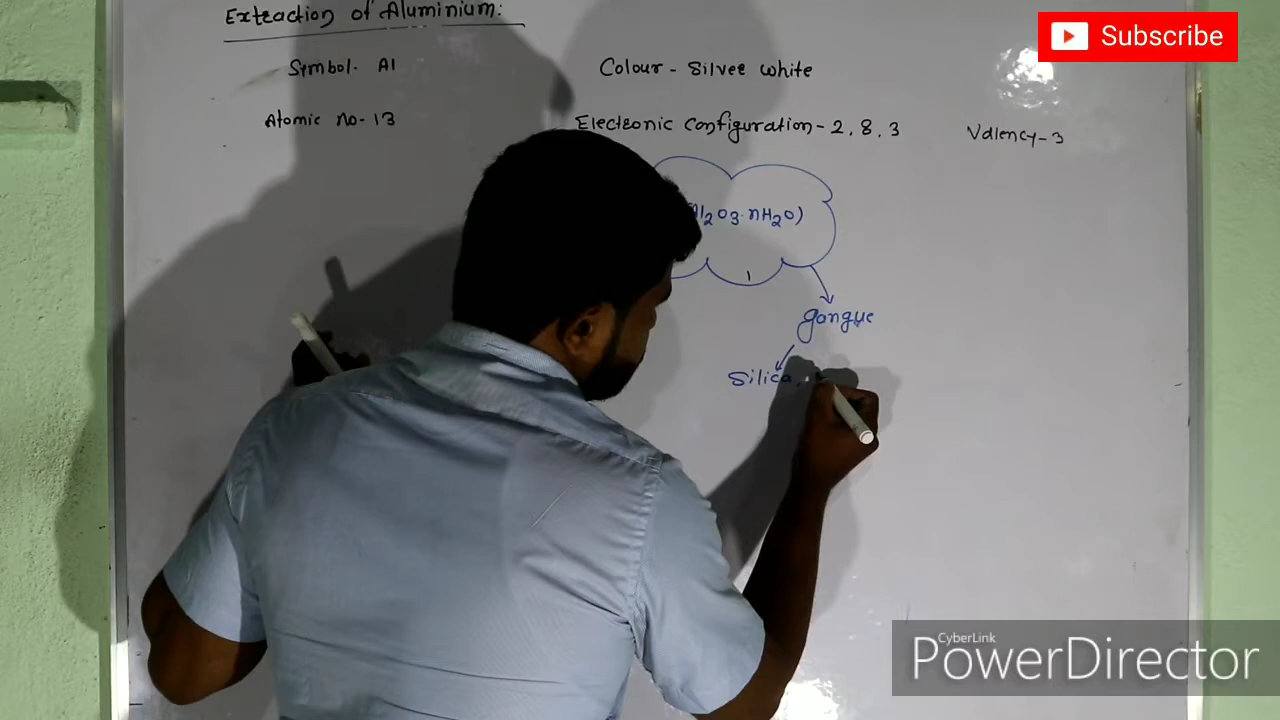 Extraction of Aluminium:
Subscribe
Symbol- Al
Colour - Silver white
Atomic no- 13
Electronic Configuration - 2, 8, 3
Valency - 3
Al2O3.nH2O)
gangue
Silica,
CyberLink
PowerDirector